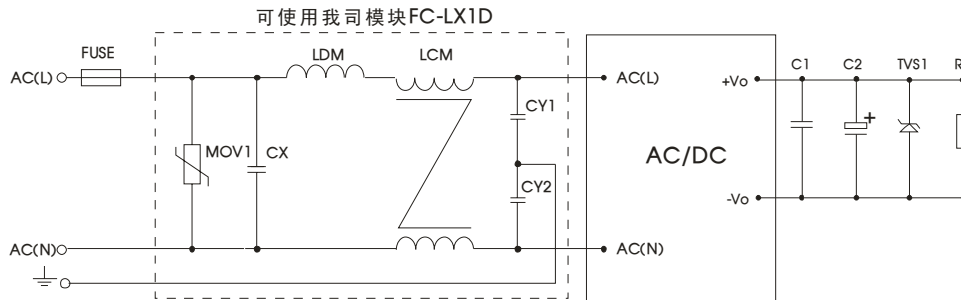 可使用我司模块FC-LX1D
FUSE
LDM
LCM
AC(L)
AC(L)
+Vo
C1
C2
TVS1
R
CY1
MOV1
CX
AC/DC
+
CY2
-Vo
AC(N)
AC(N)